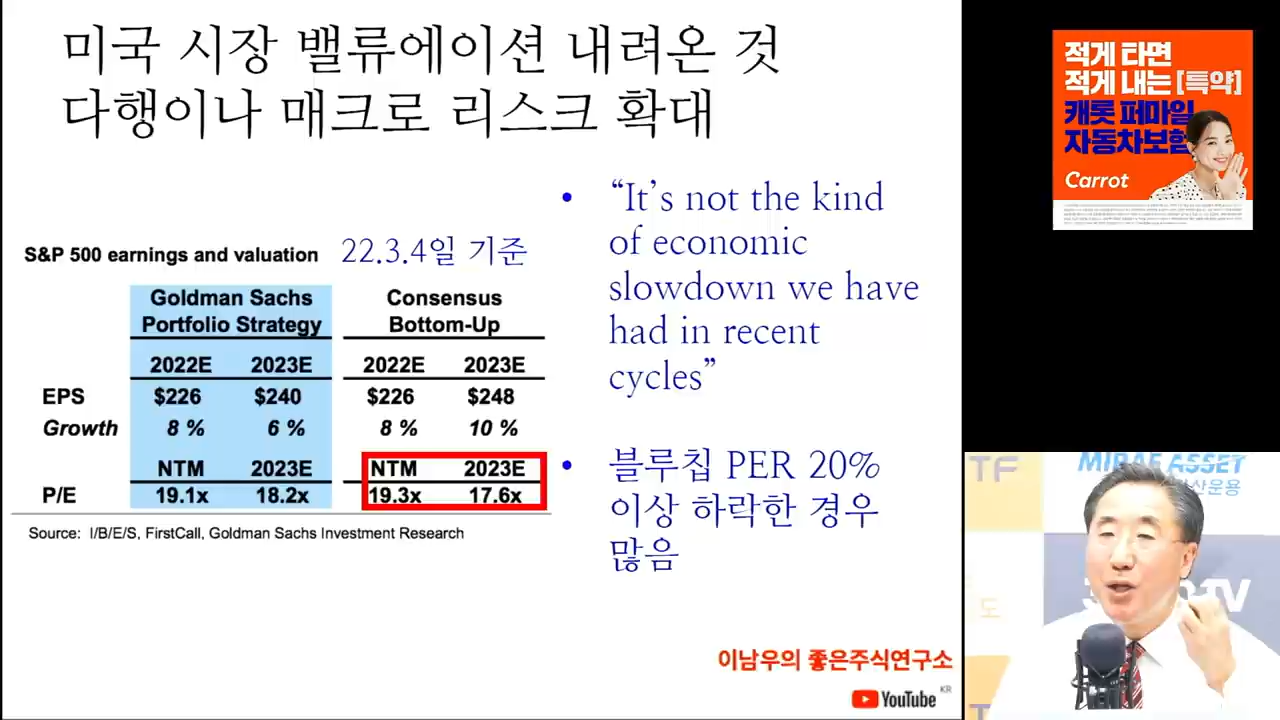 미국 시장 밸류에이션 내려온 것
다행이나 매크로 리스크 확대
S&P 500 earnings and valuation 22.3.4일 기준
Goldman Sachs Consensus
Portfolio Strategy Bottom-Up
2022E 2023E 2022E 2023E
EPS $226 $240 $226 $248
Growth 8 % 6 % 8 % 10 %
NTM 2023E NTM 2023E
P/E 19.1x 18.2x 19.3x 17.6x
Source: I/B/E/S, FirstCall, Goldman Sachs Investment Research
• “It’s not the kind
of economic
slowdown we have
had in recent
cycles”
• 블루칩 PER 20%
이상 하락한 경우
많음
이남우의 좋은주식연구소
YouTube KR
적게 타면
적게 내는 [특약]
캐롯 퍼마일
자동차보험
Carrot
TF MIRAE ASSET
산운용
TV
도